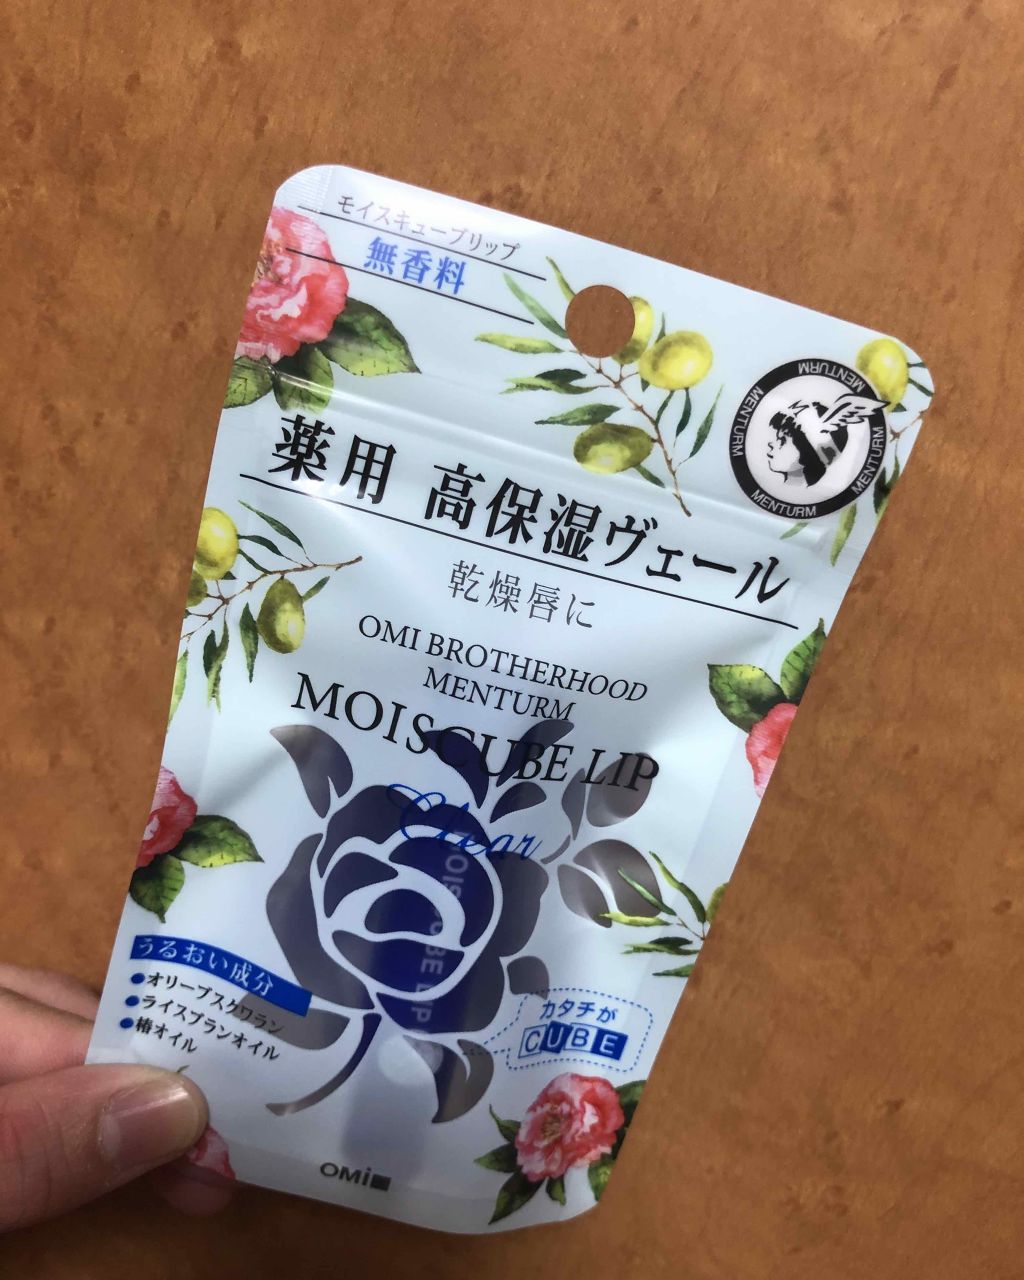 モイスキューブリップ
無香料
MENTURM
MENTURM
MENTURM
MENTURM
薬用 高保湿ヴェール
乾燥唇に
OMI BROTHERHOOD
MENTURM
MOISCUBE LIP
Clear
うるおい成分
●オリーブスクワラン
●ライスブランオイル
●椿オイル
カタチが
CUBE
OMi